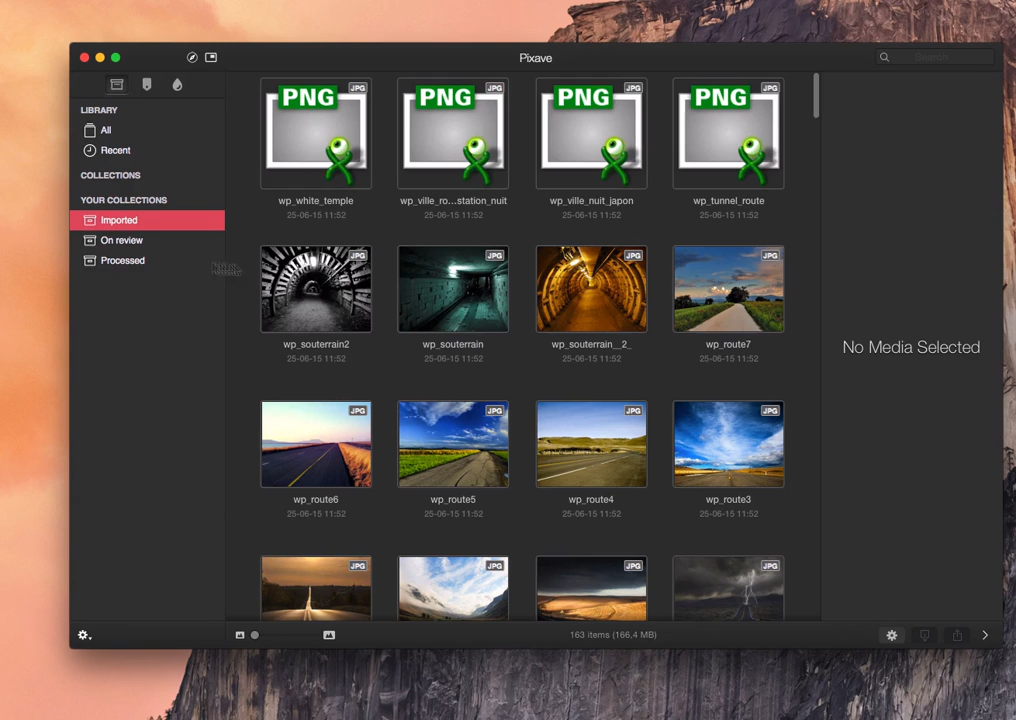 Pixave
Search
LIBRARY
All
Recent
COLLECTIONS
YOUR COLLECTIONS
Imported
On review
Processed
PNG JPG PNG JPG PNG JPG PNG JPG
wp_white_temple wp_ville_ro...station_nuit wp_ville_nuit_japon wp_tunnel_route
25-06-15 11:52 25-06-15 11:52 25-06-15 11:52 25-06-15 11:52
JPG JPG JPG JPG
wp_souterrain2 wp_souterrain wp_souterrain__2_ wp_route7
25-06-15 11:52 25-06-15 11:52 25-06-15 11:52 25-06-15 11:52
No Media Selected
JPG JPG JPG JPG
wp_route6 wp_route5 wp_route4 wp_route3
25-06-15 11:52 25-06-15 11:52 25-06-15 11:52 25-06-15 11:52
JPG JPG JPG JPG
163 items (166,4 MB)